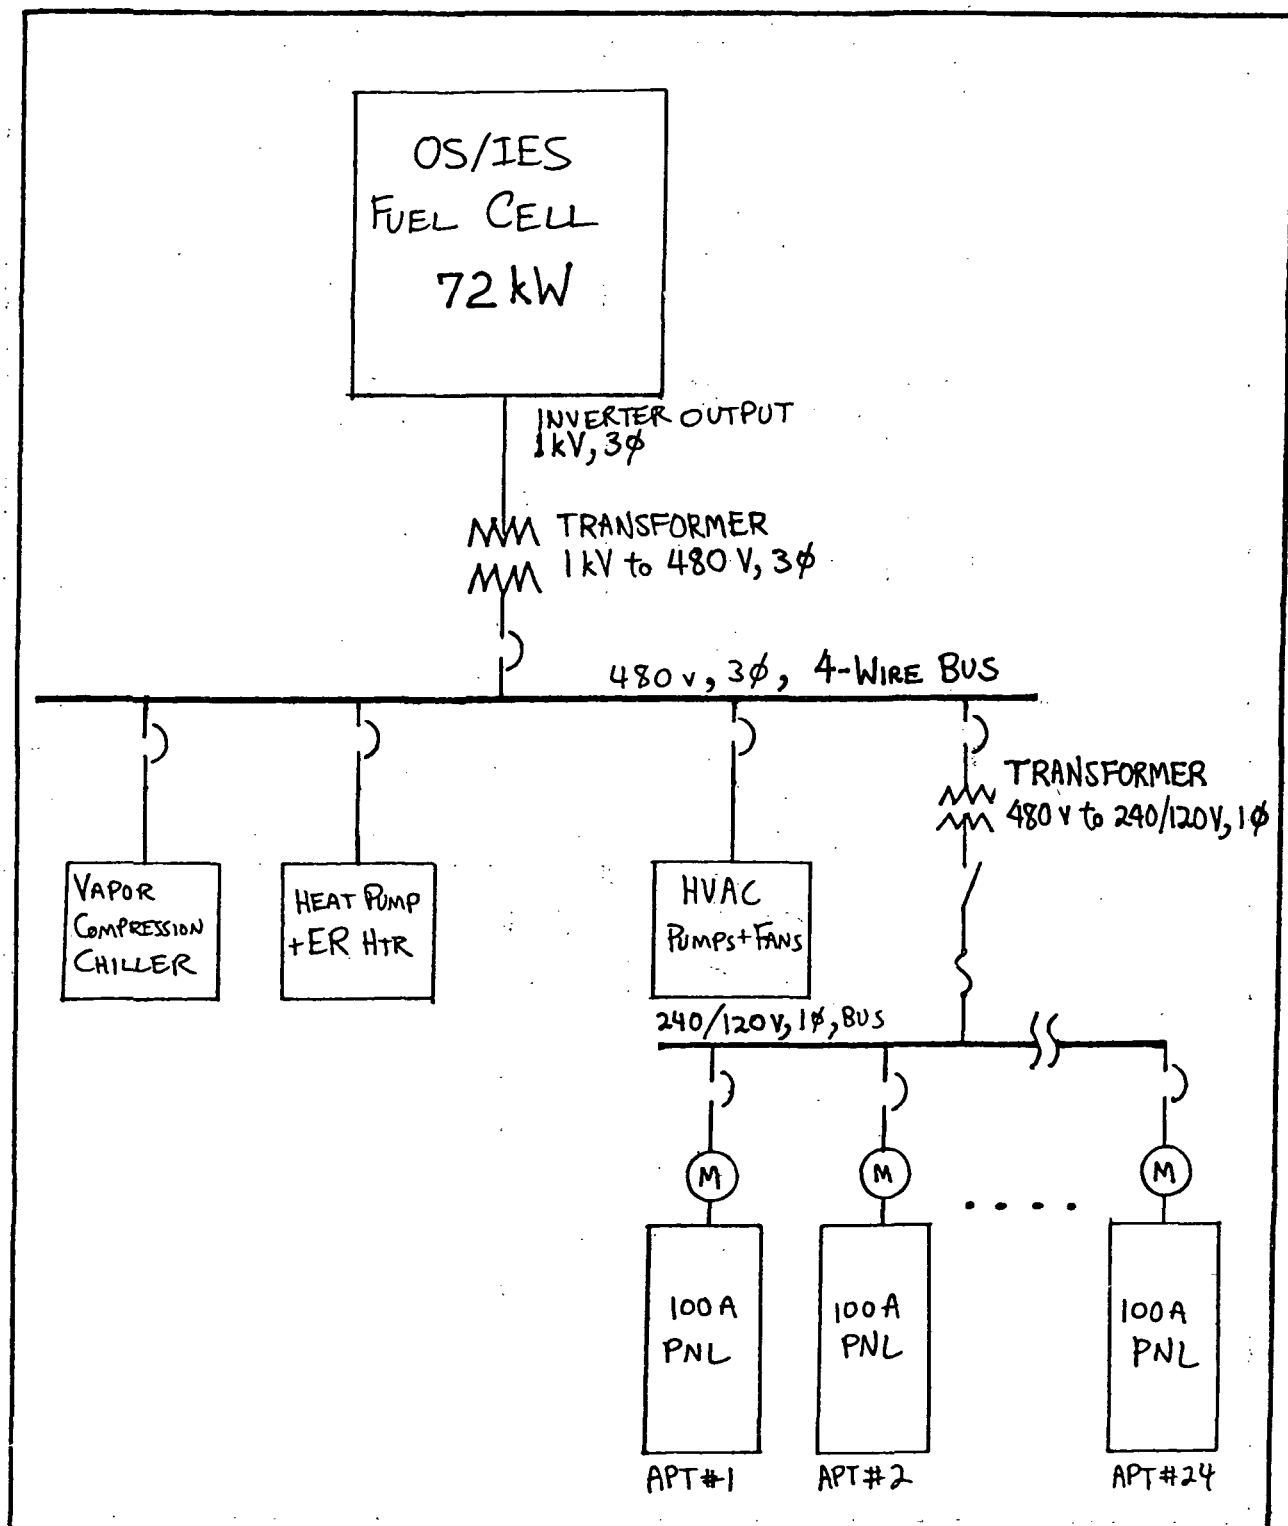 OS/IES
FUEL CELL
72 kW
INVERTER OUTPUT
1kV, 3ϕ
TRANSFORMER
1 kV to 480 V, 3ϕ
480 v, 3ϕ, 4-WIRE BUS
TRANSFORMER
480 v to 240/120V, 1ϕ
VAPOR
COMPRESSION
CHILLER
HEAT PUMP
+ER HTR
HVAC
PUMPS+FANS
240/120V, 1ϕ, BUS
M
M
M
100A
PNL
100A
PNL
100A
PNL
APT#1
APT#2
APT#24